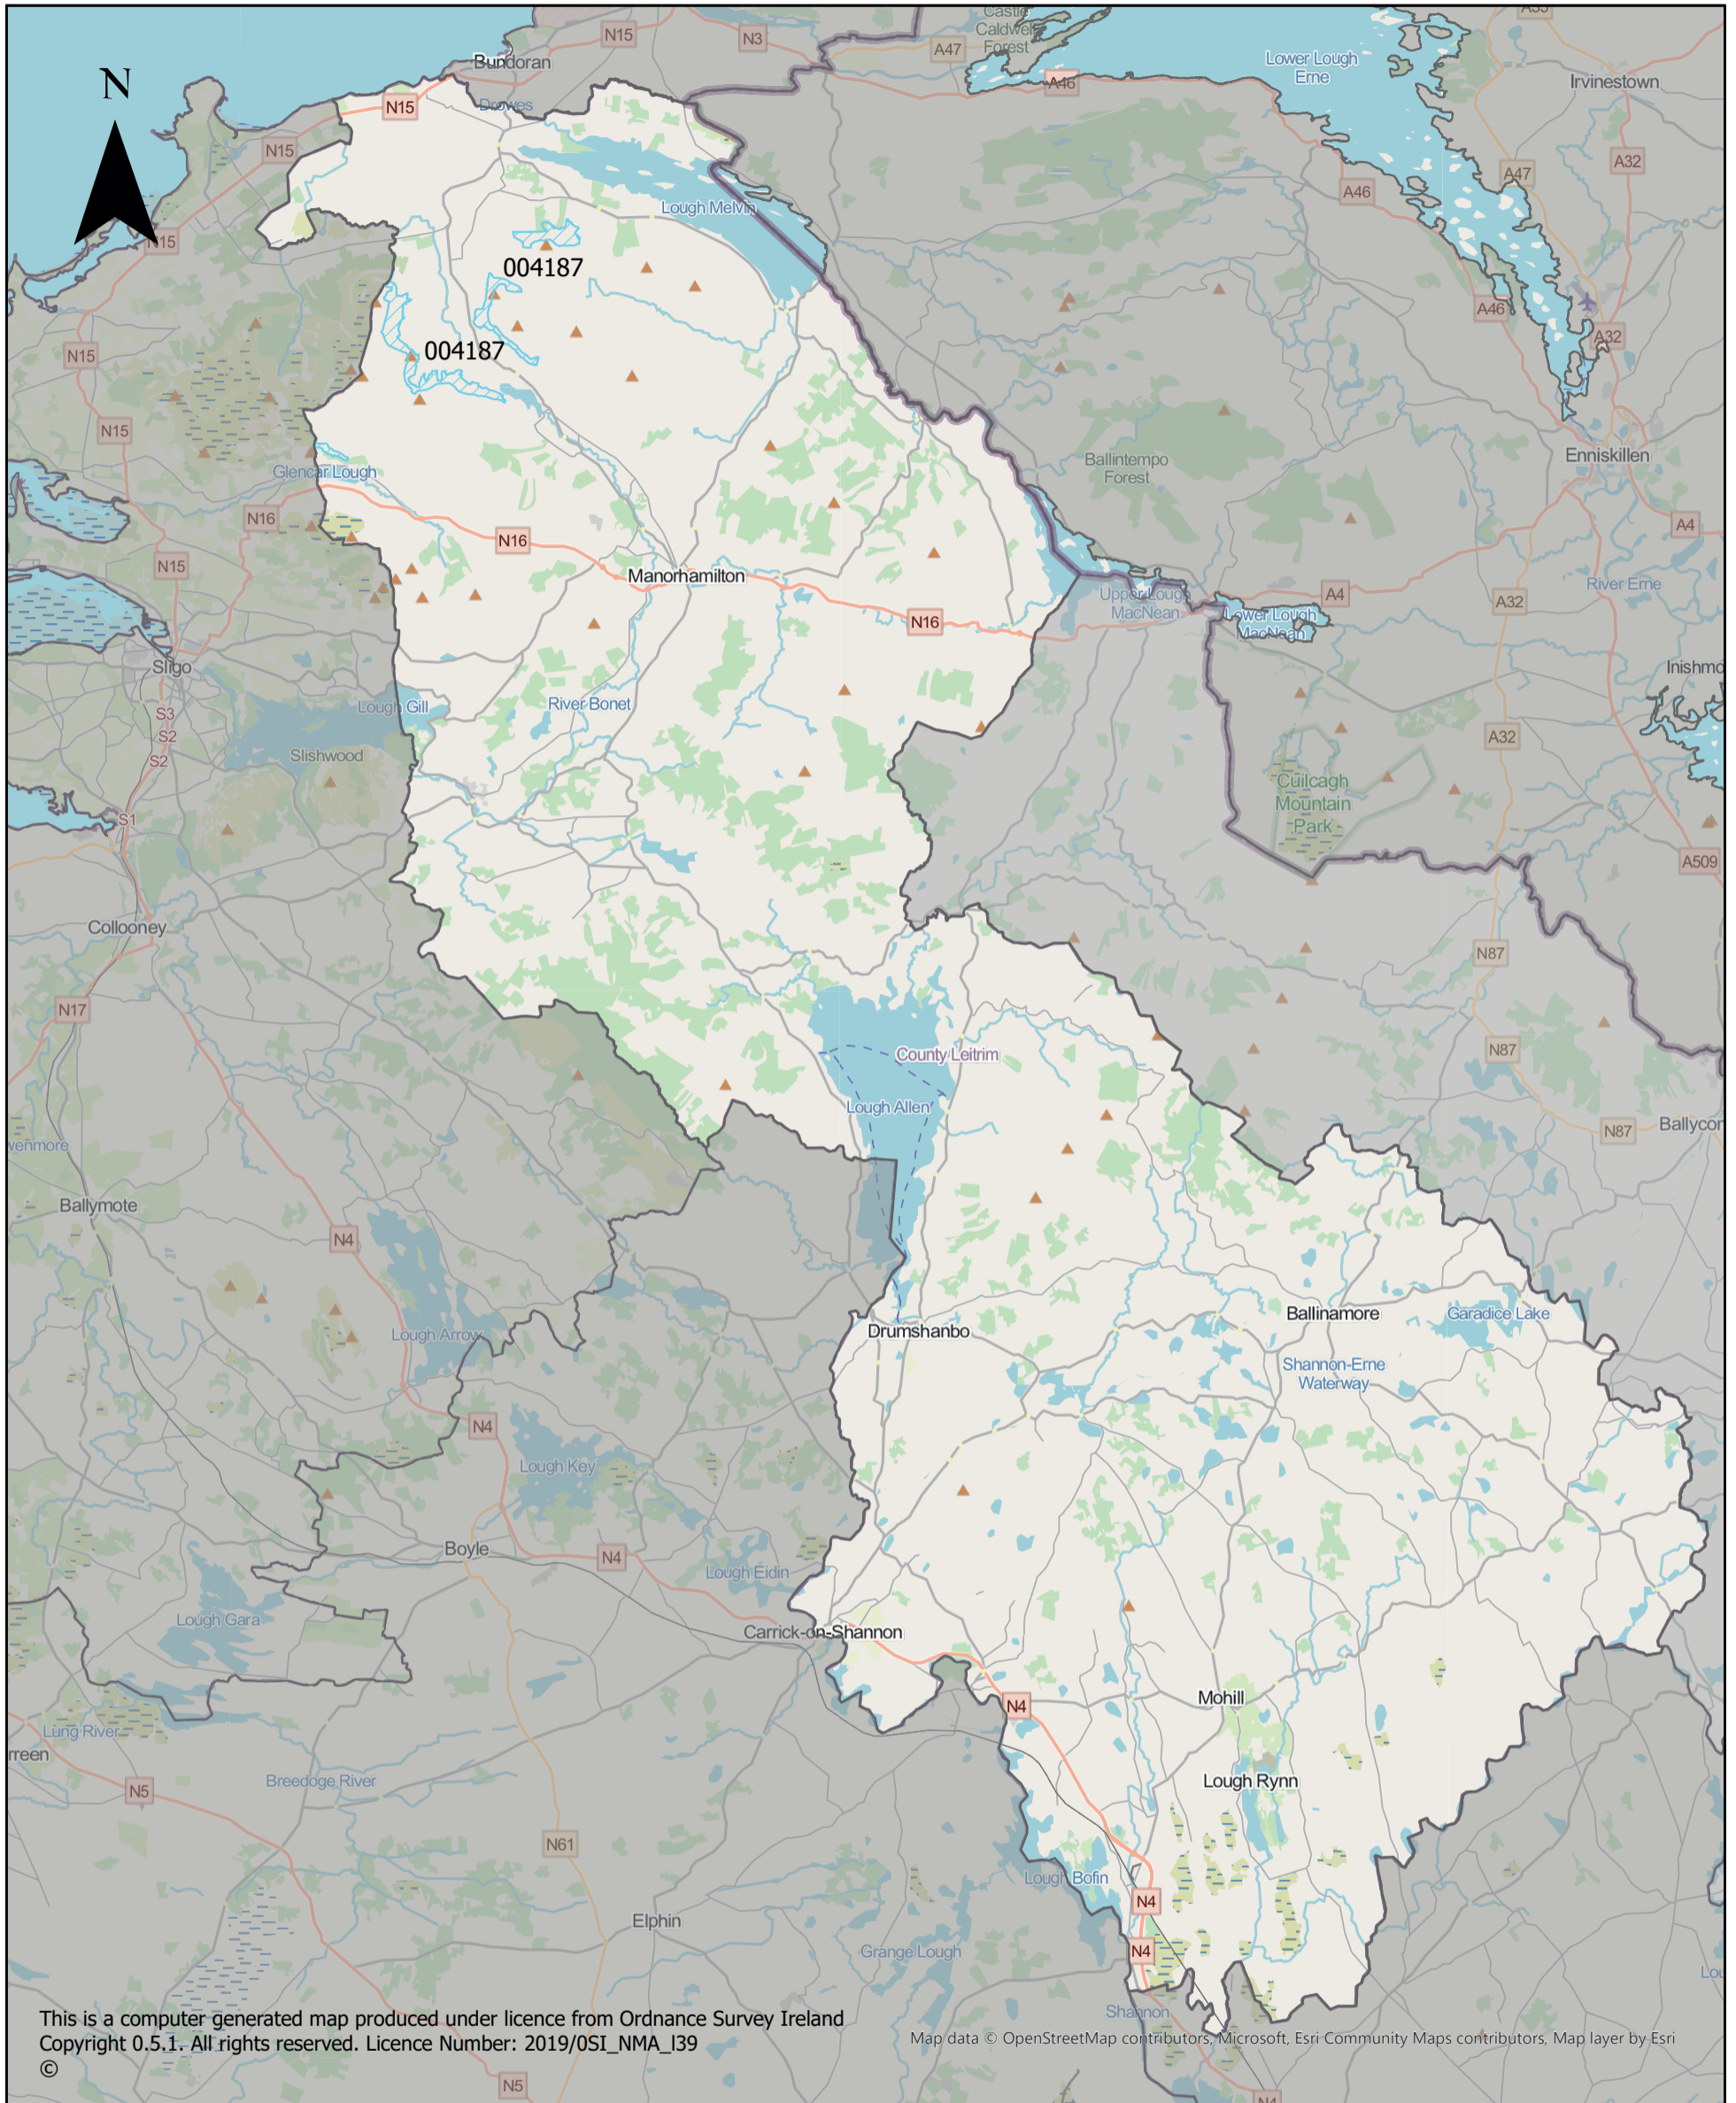 Castle
Caldwell
Forest
A35
N15
N3
A47
Lower Lough
Erne
Bundoran
Irvinestown
N
A46
N15
Drowes
N15
A32
A47
A46
Lough Melvin
N15
004187
A46
A32
004187
N15
N15
Ballintempo
Forest
Enniskillen
Glencar Lough
N16
A4
N16
N15
Manorhamilton
River Erne
Upper Lough
MacNean
A4
A32
Lower Lough
MacNean
N16
Sligo
Inishmo
River Bonet
Lough Gill
S3
S2
A32
Slishwood
S2
Cuilcagh
Mountain
Park
S1
A509
Collooney
N87
N17
N87
County Leitrim
Lough Allen
N87
Ballycon
wenmore
Ballymote
N4
Ballinamore
Garadice Lake
Drumshanbo
Lough Arrow
Shannon-Erne
Waterway
N4
Lough Key
Boyle
N4
Lough Eidin
Lough Gara
Carrick-on-Shannon
Mohill
N4
Lung River
rreen
Breedoge River
Lough Rynn
N5
N61
Lough Bofin
N4
Elphin
N4
Grange Lough
Lou
Shannon
This is a computer generated map produced under licence from Ordnance Survey Ireland
Copyright 0.5.1. All rights reserved. Licence Number: 2019/0SI_NMA_l39
©
Map data © OpenStreetMap contributors, Microsoft, Esri Community Maps contributors, Map layer by Esri
N5
N4